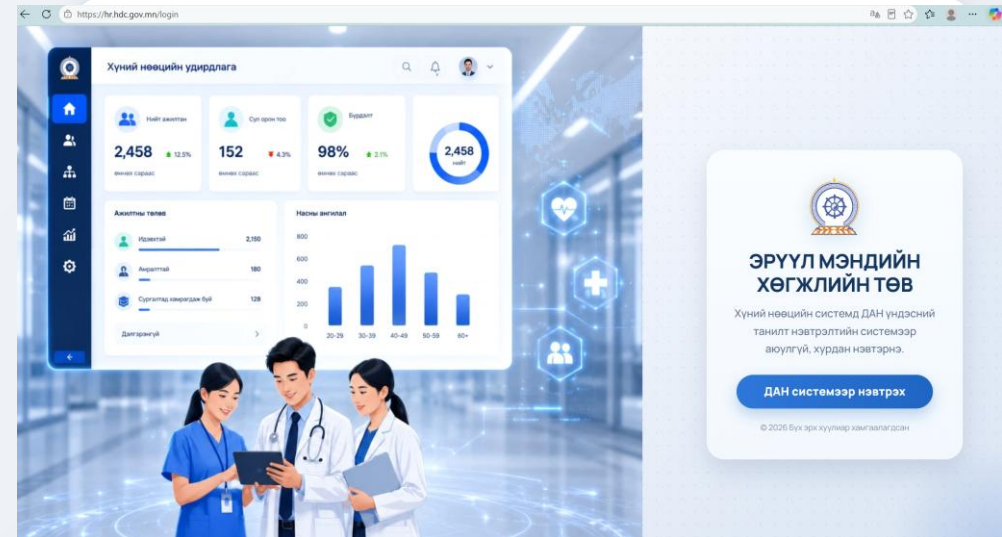 https://hr.hdc.gov.mn/login
Хүний нөөцийн удирдлага
Нийт ажилтан
2,458
12.5%
өмнөх сараас
Сул орон тоо
152
4.3%
өмнөх сараас
Бүрдэлт
98%
2.1%
өмнөх сараас
2,458
нийт
Ажилтны төлөв
Идэвхтэй 2,150
Амралттай 180
Сургалтад хамрагдаж буй 128
Дэлгэрэнгүй
Насны ангилал
800
600
400
200
0
20-29 30-39 40-49 50-59 60+
ЭРҮҮЛ МЭНДИЙН
ХӨГЖЛИЙН ТӨВ
Хүний нөөцийн системд ДАН үндэсний
танилт нэвтрэлтийн системээр
аюулгүй, хурдан нэвтэрнэ.
ДАН системээр нэвтрэх
© 2026 Бүх эрх хуулиар хамгаалагдсан